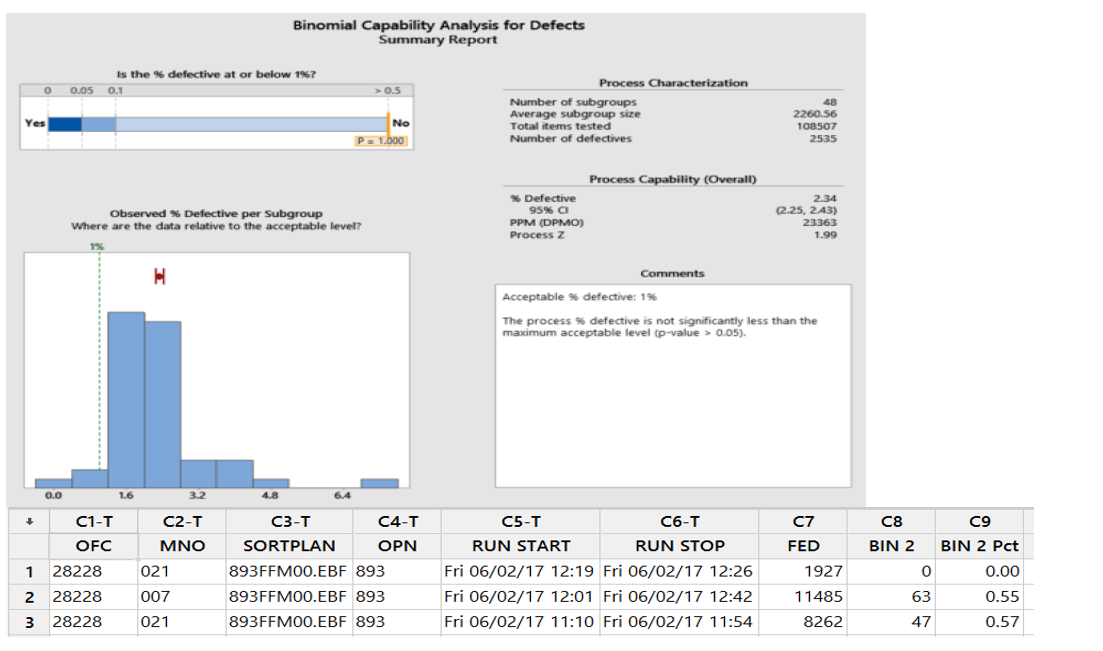 Binomial Capability Analysis for Defects
Summary Report
Is the % defective at or below 1%?
0 0.05 0.1 > 0.5
Yes No
P = 1.000
Process Characterization
Number of subgroups 48
Average subgroup size 2260.56
Total items tested 108507
Number of defectives 2535
Process Capability (Overall)
% Defective 2.34
95% CI (2.25, 2.43)
PPM (DPMO) 23363
Process Z 1.99
Observed % Defective per Subgroup
Where are the data relative to the acceptable level?
1%
0.0 1.6 3.2 4.8 6.4
Comments
Acceptable % defective: 1%
The process % defective is not significantly less than the
maximum acceptable level (p-value > 0.05).
C1-T C2-T C3-T C4-T C5-T C6-T C7 C8 C9
OFC MNO SORTPLAN OPN RUN START RUN STOP FED BIN 2 BIN 2 Pct
1 28228 021 893FFM00.EBF 893 Fri 06/02/17 12:19 Fri 06/02/17 12:26 1927 0 0.00
2 28228 007 893FFM00.EBF 893 Fri 06/02/17 12:01 Fri 06/02/17 12:42 11485 63 0.55
3 28228 021 893FFM00.EBF 893 Fri 06/02/17 11:10 Fri 06/02/17 11:54 8262 47 0.57